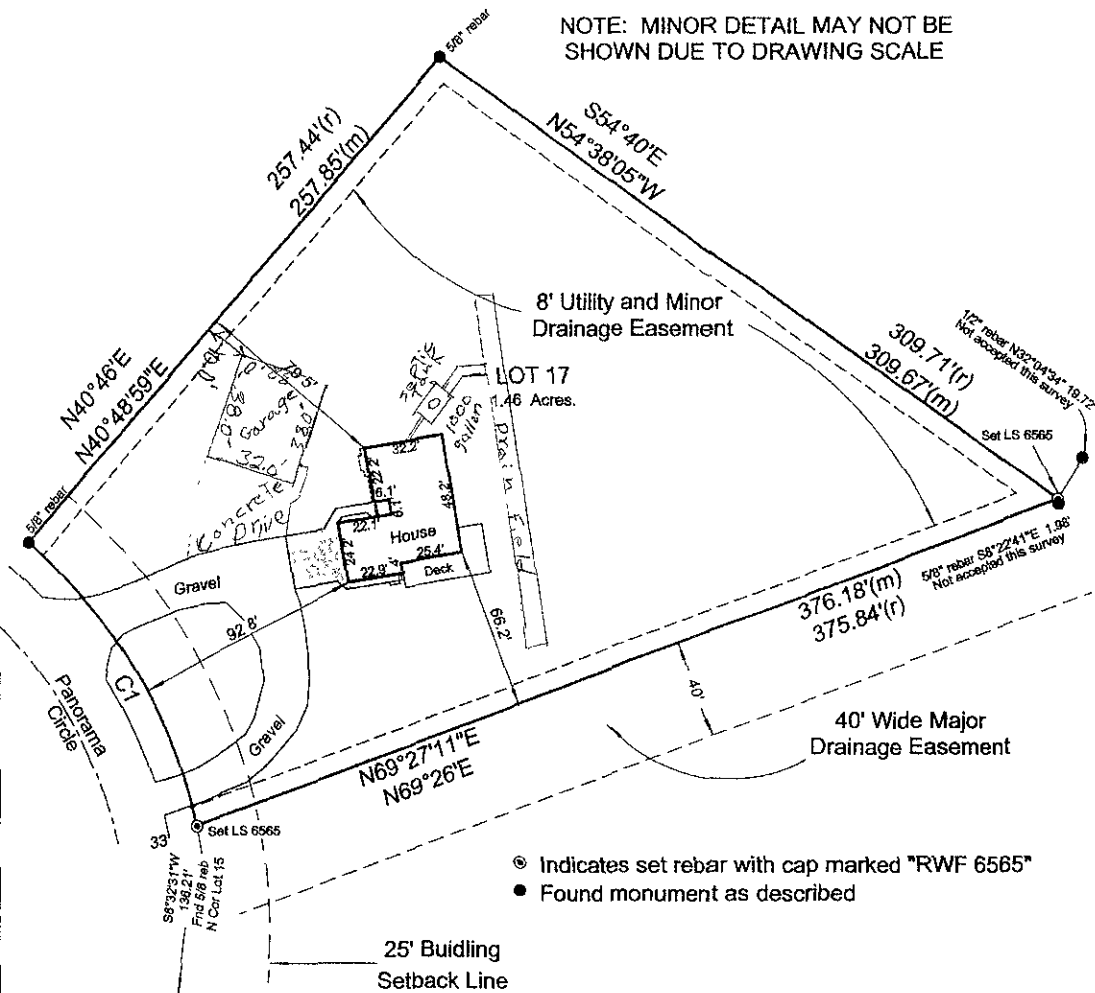 NOTE: MINOR DETAIL MAY NOT BE
SHOWN DUE TO DRAWING SCALE
5/8" rebar
257.44'(r)
257.85'(m)
S54°40'E
N54°38'05"W
8' Utility and Minor
Drainage Easement
309.71'(r)
309.67'(m)
1/2" rebar N32°04'34" 19.72
Not accepted this survey
Set LS 6565
N40°46'E
N40°48'59"E
10.0'
79.5'
38.0'
Garage
38.0'
32.0'
Septic
1000
gallon
LOT 17
1.46 Acres.
Drain Field
32.2'
22.2'
6.1'
6.1'
48.2'
22.1'
House
24.2'
25.4'
22.9'
Deck
Concrete
Drive
5/8" rebar
Gravel
92.8'
66.2'
5/8" rebar S8°22'41"E 1.98'
Not accepted this survey
376.18'(m)
375.84'(r)
C1
Panorama
Circle
Gravel
40'
40' Wide Major
Drainage Easement
N69°27'11"E
N69°26'E
33'
Set LS 6565
S6°32'31"W
136.21'
Fnd 5/8 reb
N Cor Lot 15
Indicates set rebar with cap marked "RWF 6565"
Found monument as described
25' Buidling
Setback Line